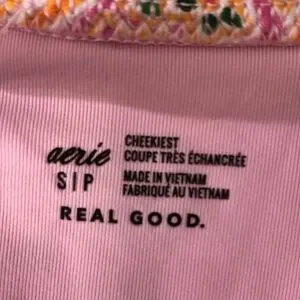 aerie
S|P
CHEEKIEST
COUPE TRÈS ÉCHANCRÉE
MADE IN VIETNAM
FABRIQUÉ AU VIETNAM
REAL GOOD.